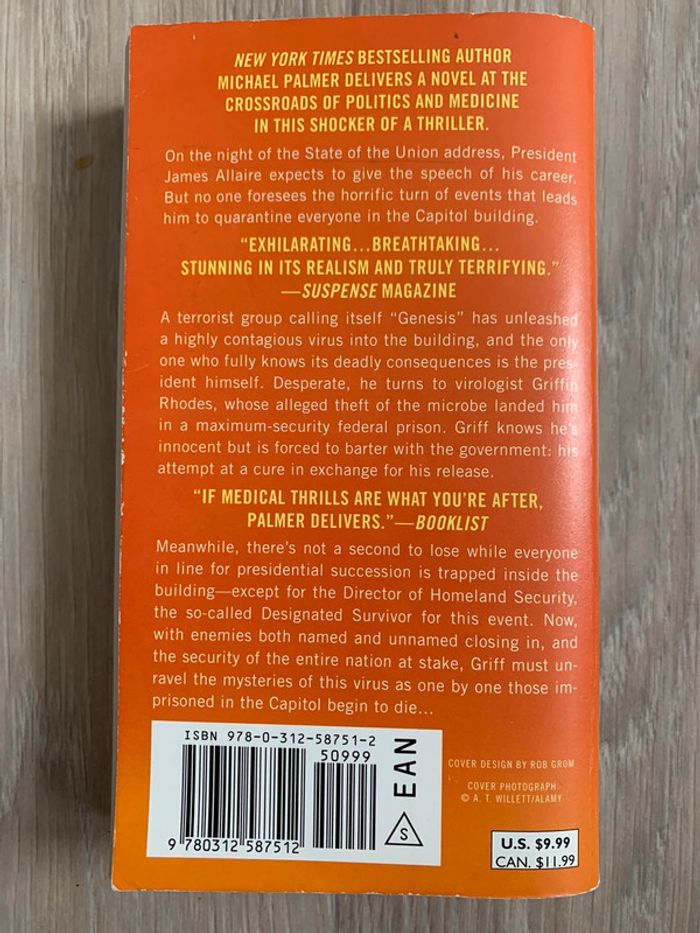 NEW YORK TIMES BESTSELLING AUTHOR
MICHAEL PALMER DELIVERS A NOVEL AT THE
CROSSROADS OF POLITICS AND MEDICINE
IN THIS SHOCKER OF A THRILLER.
On the night of the State of the Union address, President
James Allaire expects to give the speech of his career.
But no one foresees the horrific turn of events that leads
him to quarantine everyone in the Capitol building.
“EXHILARATING...BREATHTAKING...
STUNNING IN ITS REALISM AND TRULY TERRIFYING.”
—SUSPENSE MAGAZINE
A terrorist group calling itself “Genesis” has unleashed
a highly contagious virus into the building, and the only
one who fully knows its deadly consequences is the pres-
ident himself. Desperate, he turns to virologist Griffin
Rhodes, whose alleged theft of the microbe landed him
in a maximum-security federal prison. Griff knows he's
innocent but is forced to barter with the government: his
attempt at a cure in exchange for his release.
“IF MEDICAL THRILLS ARE WHAT YOU'RE AFTER,
PALMER DELIVERS.”—BOOKLIST
Meanwhile, there's not a second to lose while everyone
in line for presidential succession is trapped inside the
building—except for the Director of Homeland Security,
the so-called Designated Survivor for this event. Now,
with enemies both named and unnamed closing in, and
the security of the entire nation at stake, Griff must un-
ravel the mysteries of this virus as one by one those im-
prisoned in the Capitol begin to die...
ISBN 978-0-312-58751-2
50999
EAN
S
9 780312 587512
COVER DESIGN BY ROB GROM
COVER PHOTOGRAPH
© A. T. WILLETT/ALAMY
U.S. $9.99
CAN. $11.99